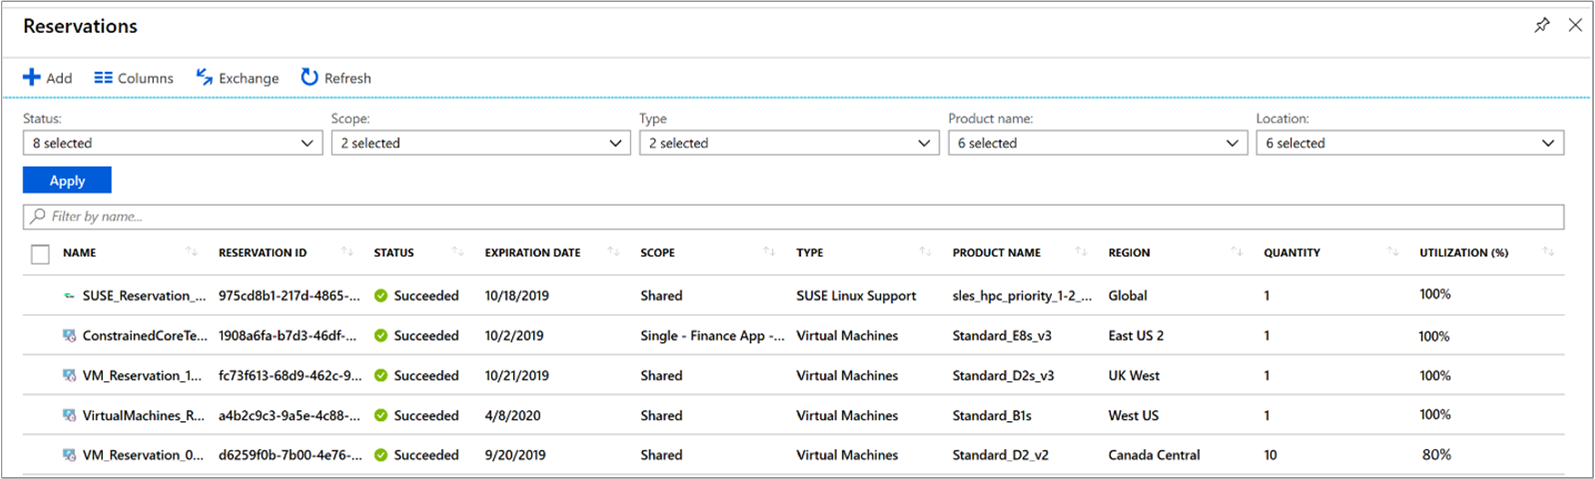 Reservations
Add Columns Exchange Refresh
Status: Scope: Type Product name: Location:
8 selected 2 selected 2 selected 6 selected 6 selected
Apply
Filter by name...
NAME RESERVATION ID STATUS EXPIRATION DATE SCOPE TYPE PRODUCT NAME REGION QUANTITY UTILIZATION (%)
SUSE_Reservation_... 975cd8b1-217d-4865-... Succeeded 10/18/2019 Shared SUSE Linux Support sles_hpc_priority_1-2_... Global 1 100%
ConstrainedCoreTe... 1908a6fa-b7d3-46df-... Succeeded 10/2/2019 Single - Finance App -... Virtual Machines Standard_E8s_v3 East US 2 1 100%
VM_Reservation_1... fc73f613-68d9-462c-9... Succeeded 10/21/2019 Shared Virtual Machines Standard_D2s_v3 UK West 1 100%
VirtualMachines_R... a4b2c9c3-9a5e-4c88-... Succeeded 4/8/2020 Shared Virtual Machines Standard_B1s West US 1 100%
VM_Reservation_0... d6259f0b-7b00-4e76-... Succeeded 9/20/2019 Shared Virtual Machines Standard_D2_v2 Canada Central 10 80%